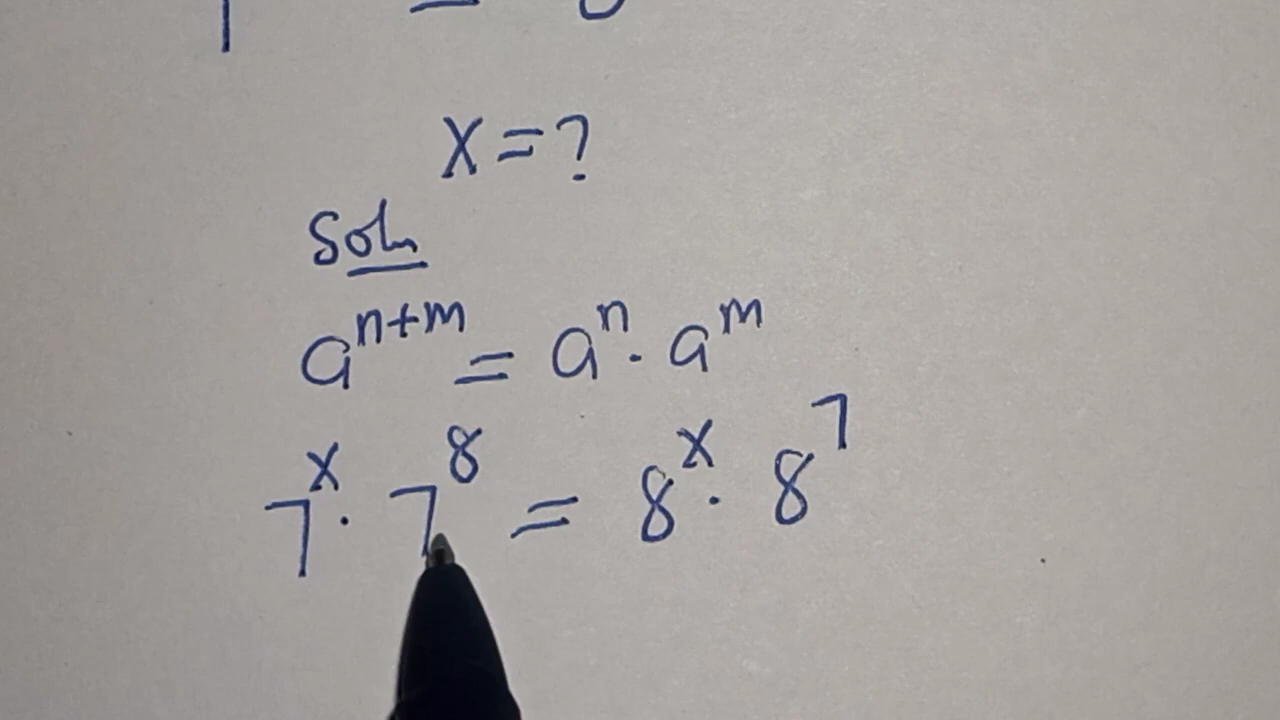 x = ?
Soln
a^{n+m} = a^n · a^m
7^x · 7^8 = 8^x · 8^7